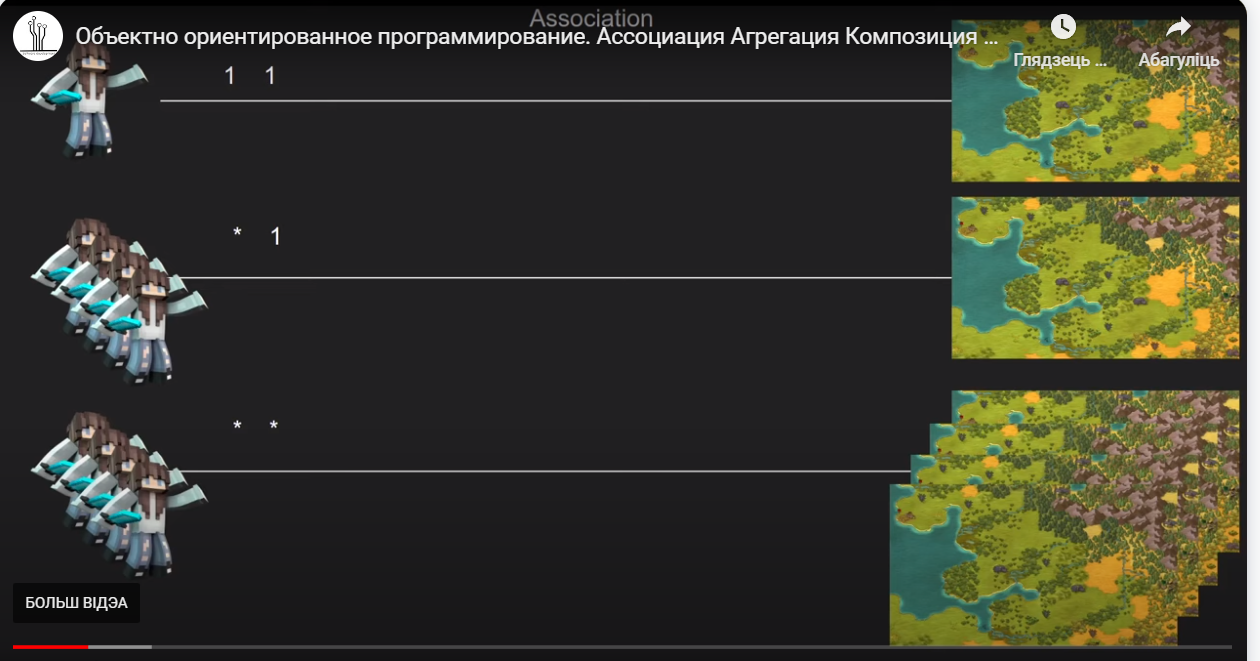 Association
Объектно ориентированное программирование. Ассоциация Агрегация Композиция ...
Глядзець ...
Абагуліць
1 1
* 1
* *
БОЛЬШ ВІДЭА